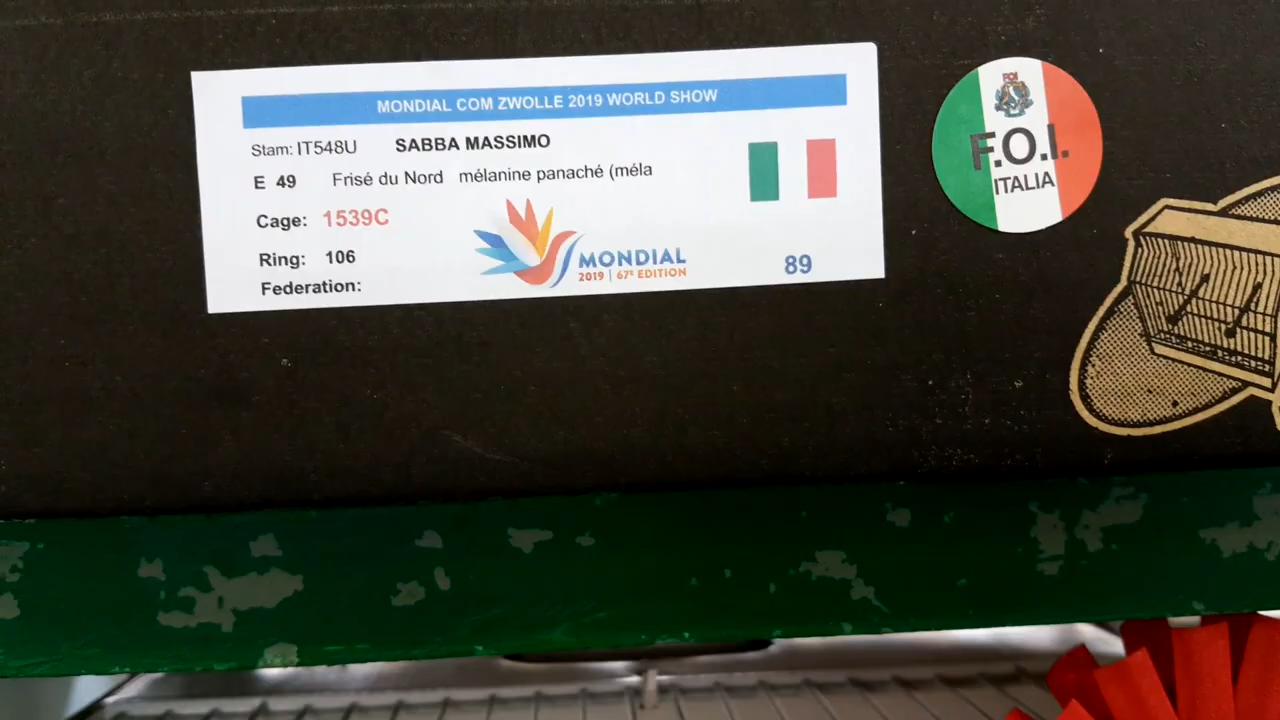 MONDIAL COM ZWOLLE 2019 WORLD SHOW
Stam: IT548U SABBA MASSIMO
E 49 Frisé du Nord mélanine panaché (méla
Cage: 1539C
Ring: 106
Federation:
MONDIAL
2019 | 67ᴱ EDITION
89
FOI
F.O.I.
ITALIA